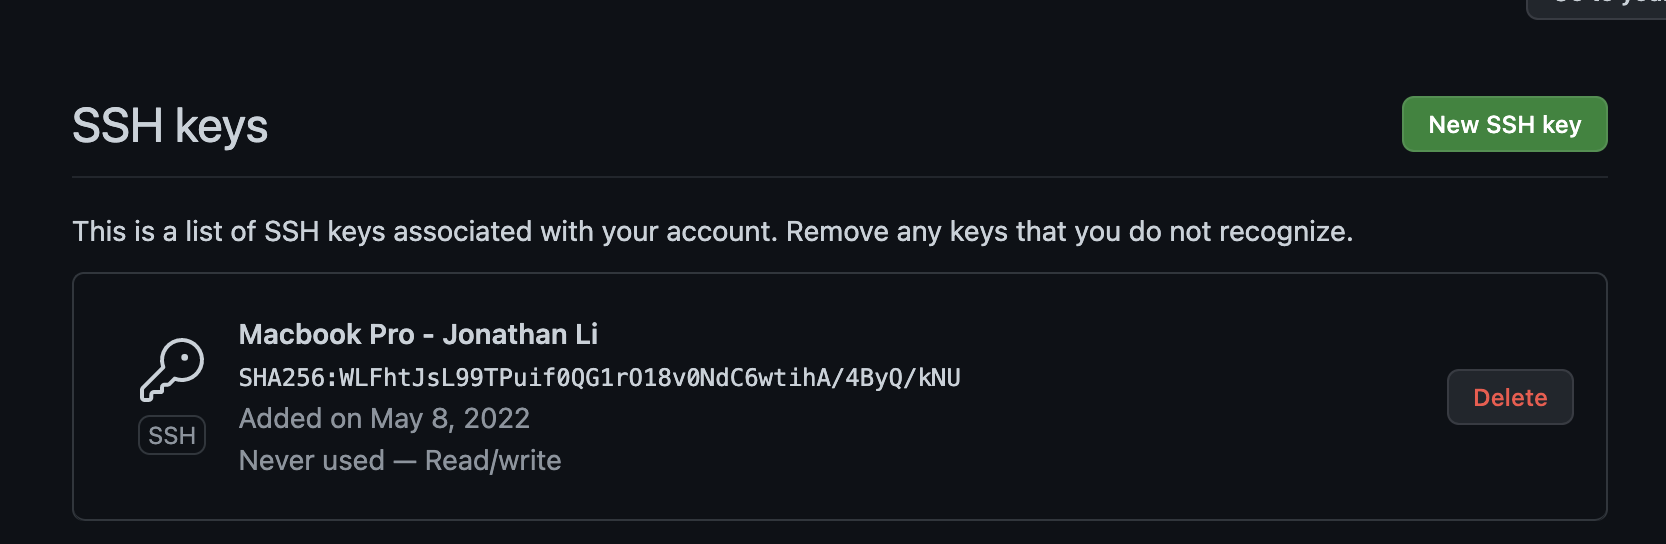 SSH keys
New SSH key
This is a list of SSH keys associated with your account. Remove any keys that you do not recognize.
Macbook Pro - Jonathan Li
SHA256:WLFhtJsL99TPuif0QG1rO18v0NdC6wtihA/4ByQ/kNU
SSH
Added on May 8, 2022
Never used — Read/write
Delete